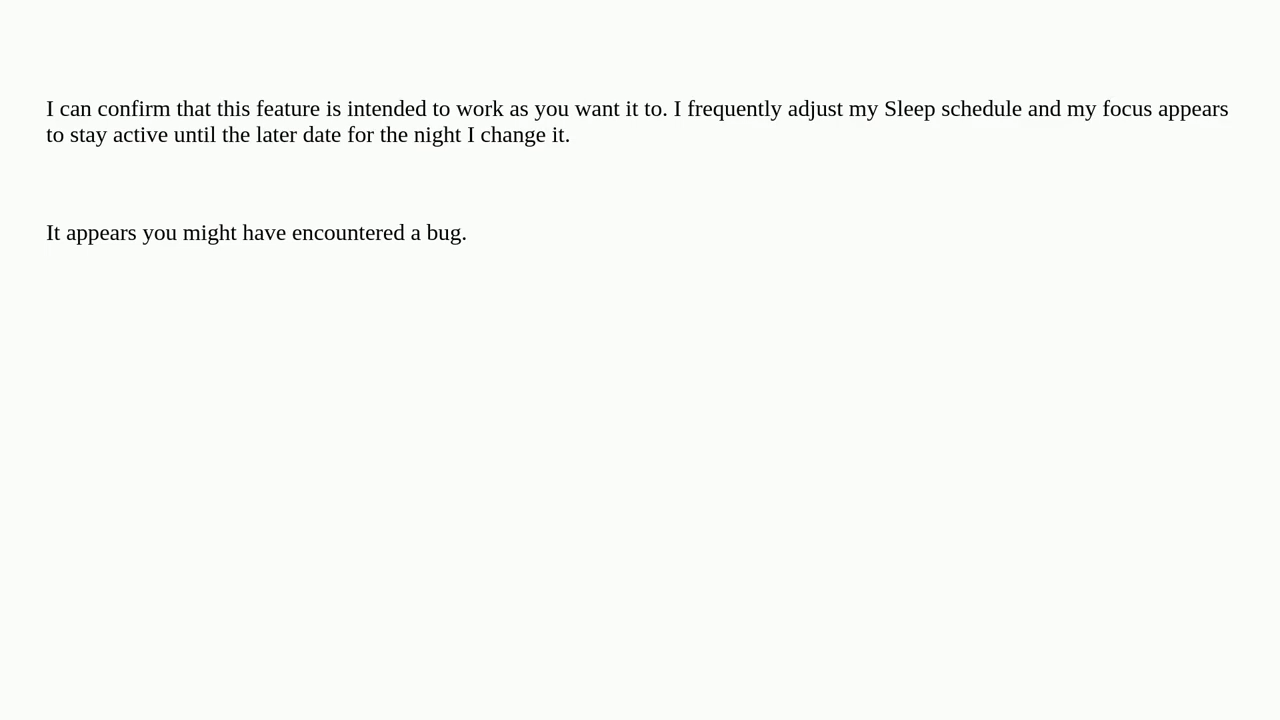 I can confirm that this feature is intended to work as you want it to. I frequently adjust my Sleep schedule and my focus appears
to stay active until the later date for the night I change it.
It appears you might have encountered a bug.